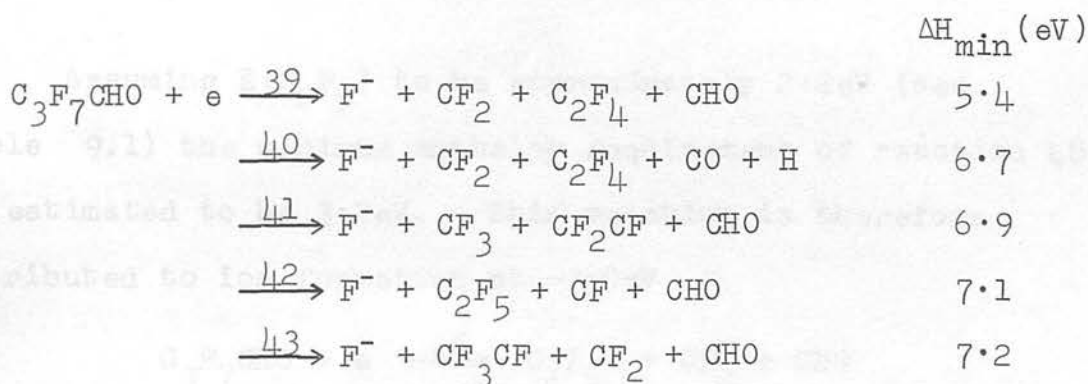 ΔHmin(eV)
C3F7CHO + e 39→ F- + CF2 + C2F4 + CHO 5·4
40→ F- + CF2 + C2F4 + CO + H 6·7
41→ F- + CF3 + CF2CF + CHO 6·9
42→ F- + C2F5 + CF + CHO 7·1
43→ F- + CF3CF + CF2 + CHO 7·2